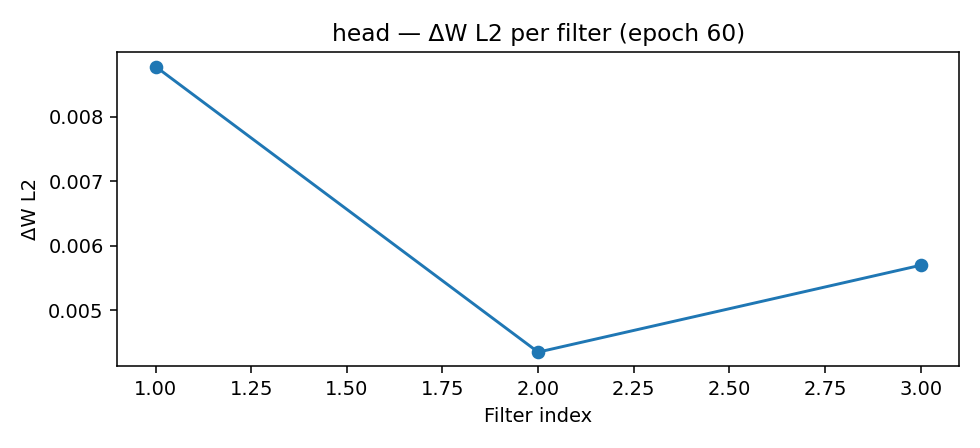 head — ΔW L2 per filter (epoch 60)
ΔW L2
0.008
0.007
0.006
0.005
1.00 1.25 1.50 1.75 2.00 2.25 2.50 2.75 3.00
Filter index